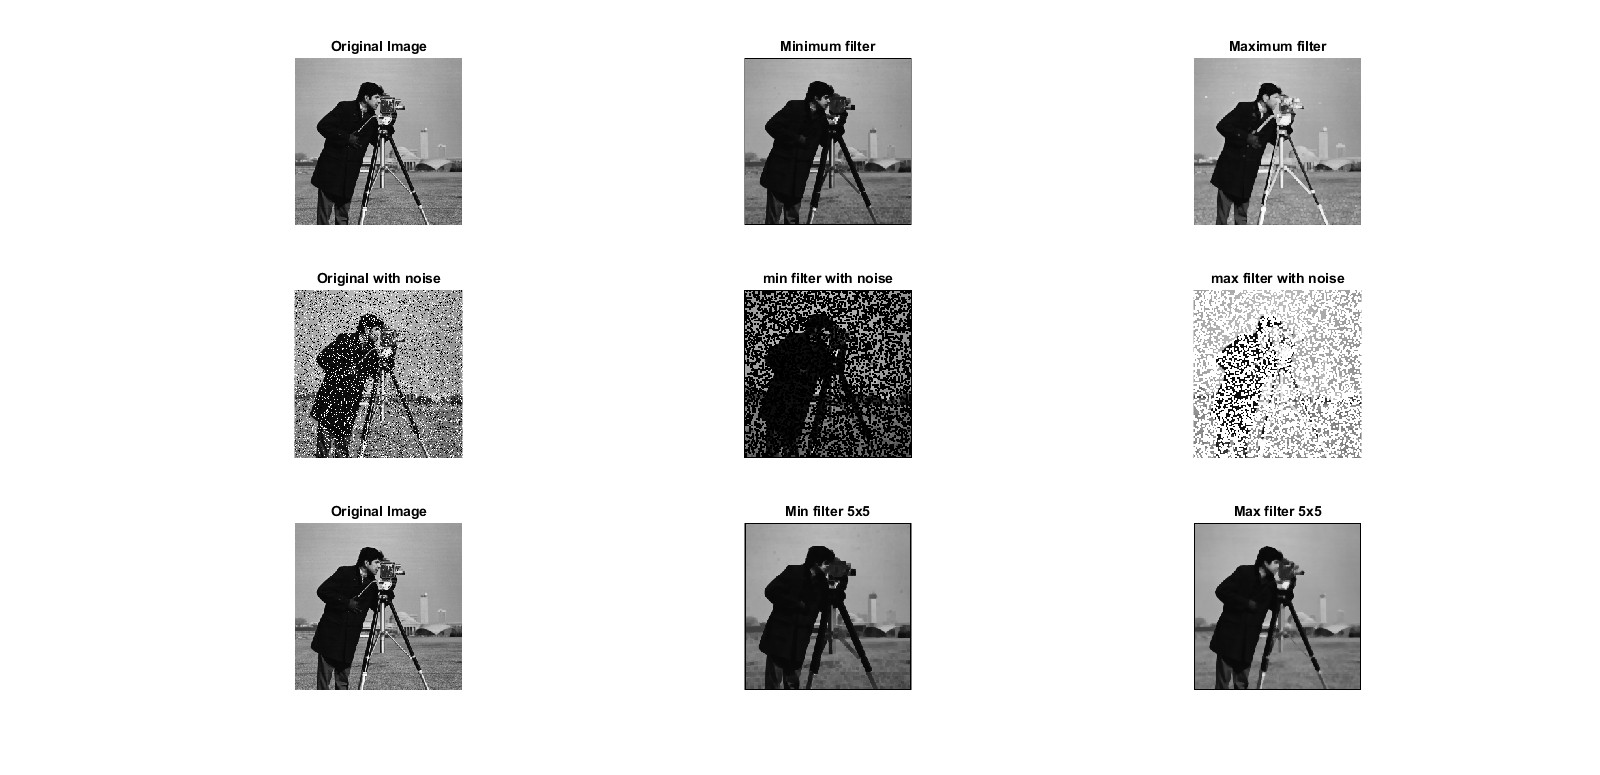 Original Image
Minimum filter
Maximum filter
Original with noise
min filter with noise
max filter with noise
Original Image
Min filter 5x5
Max filter 5x5